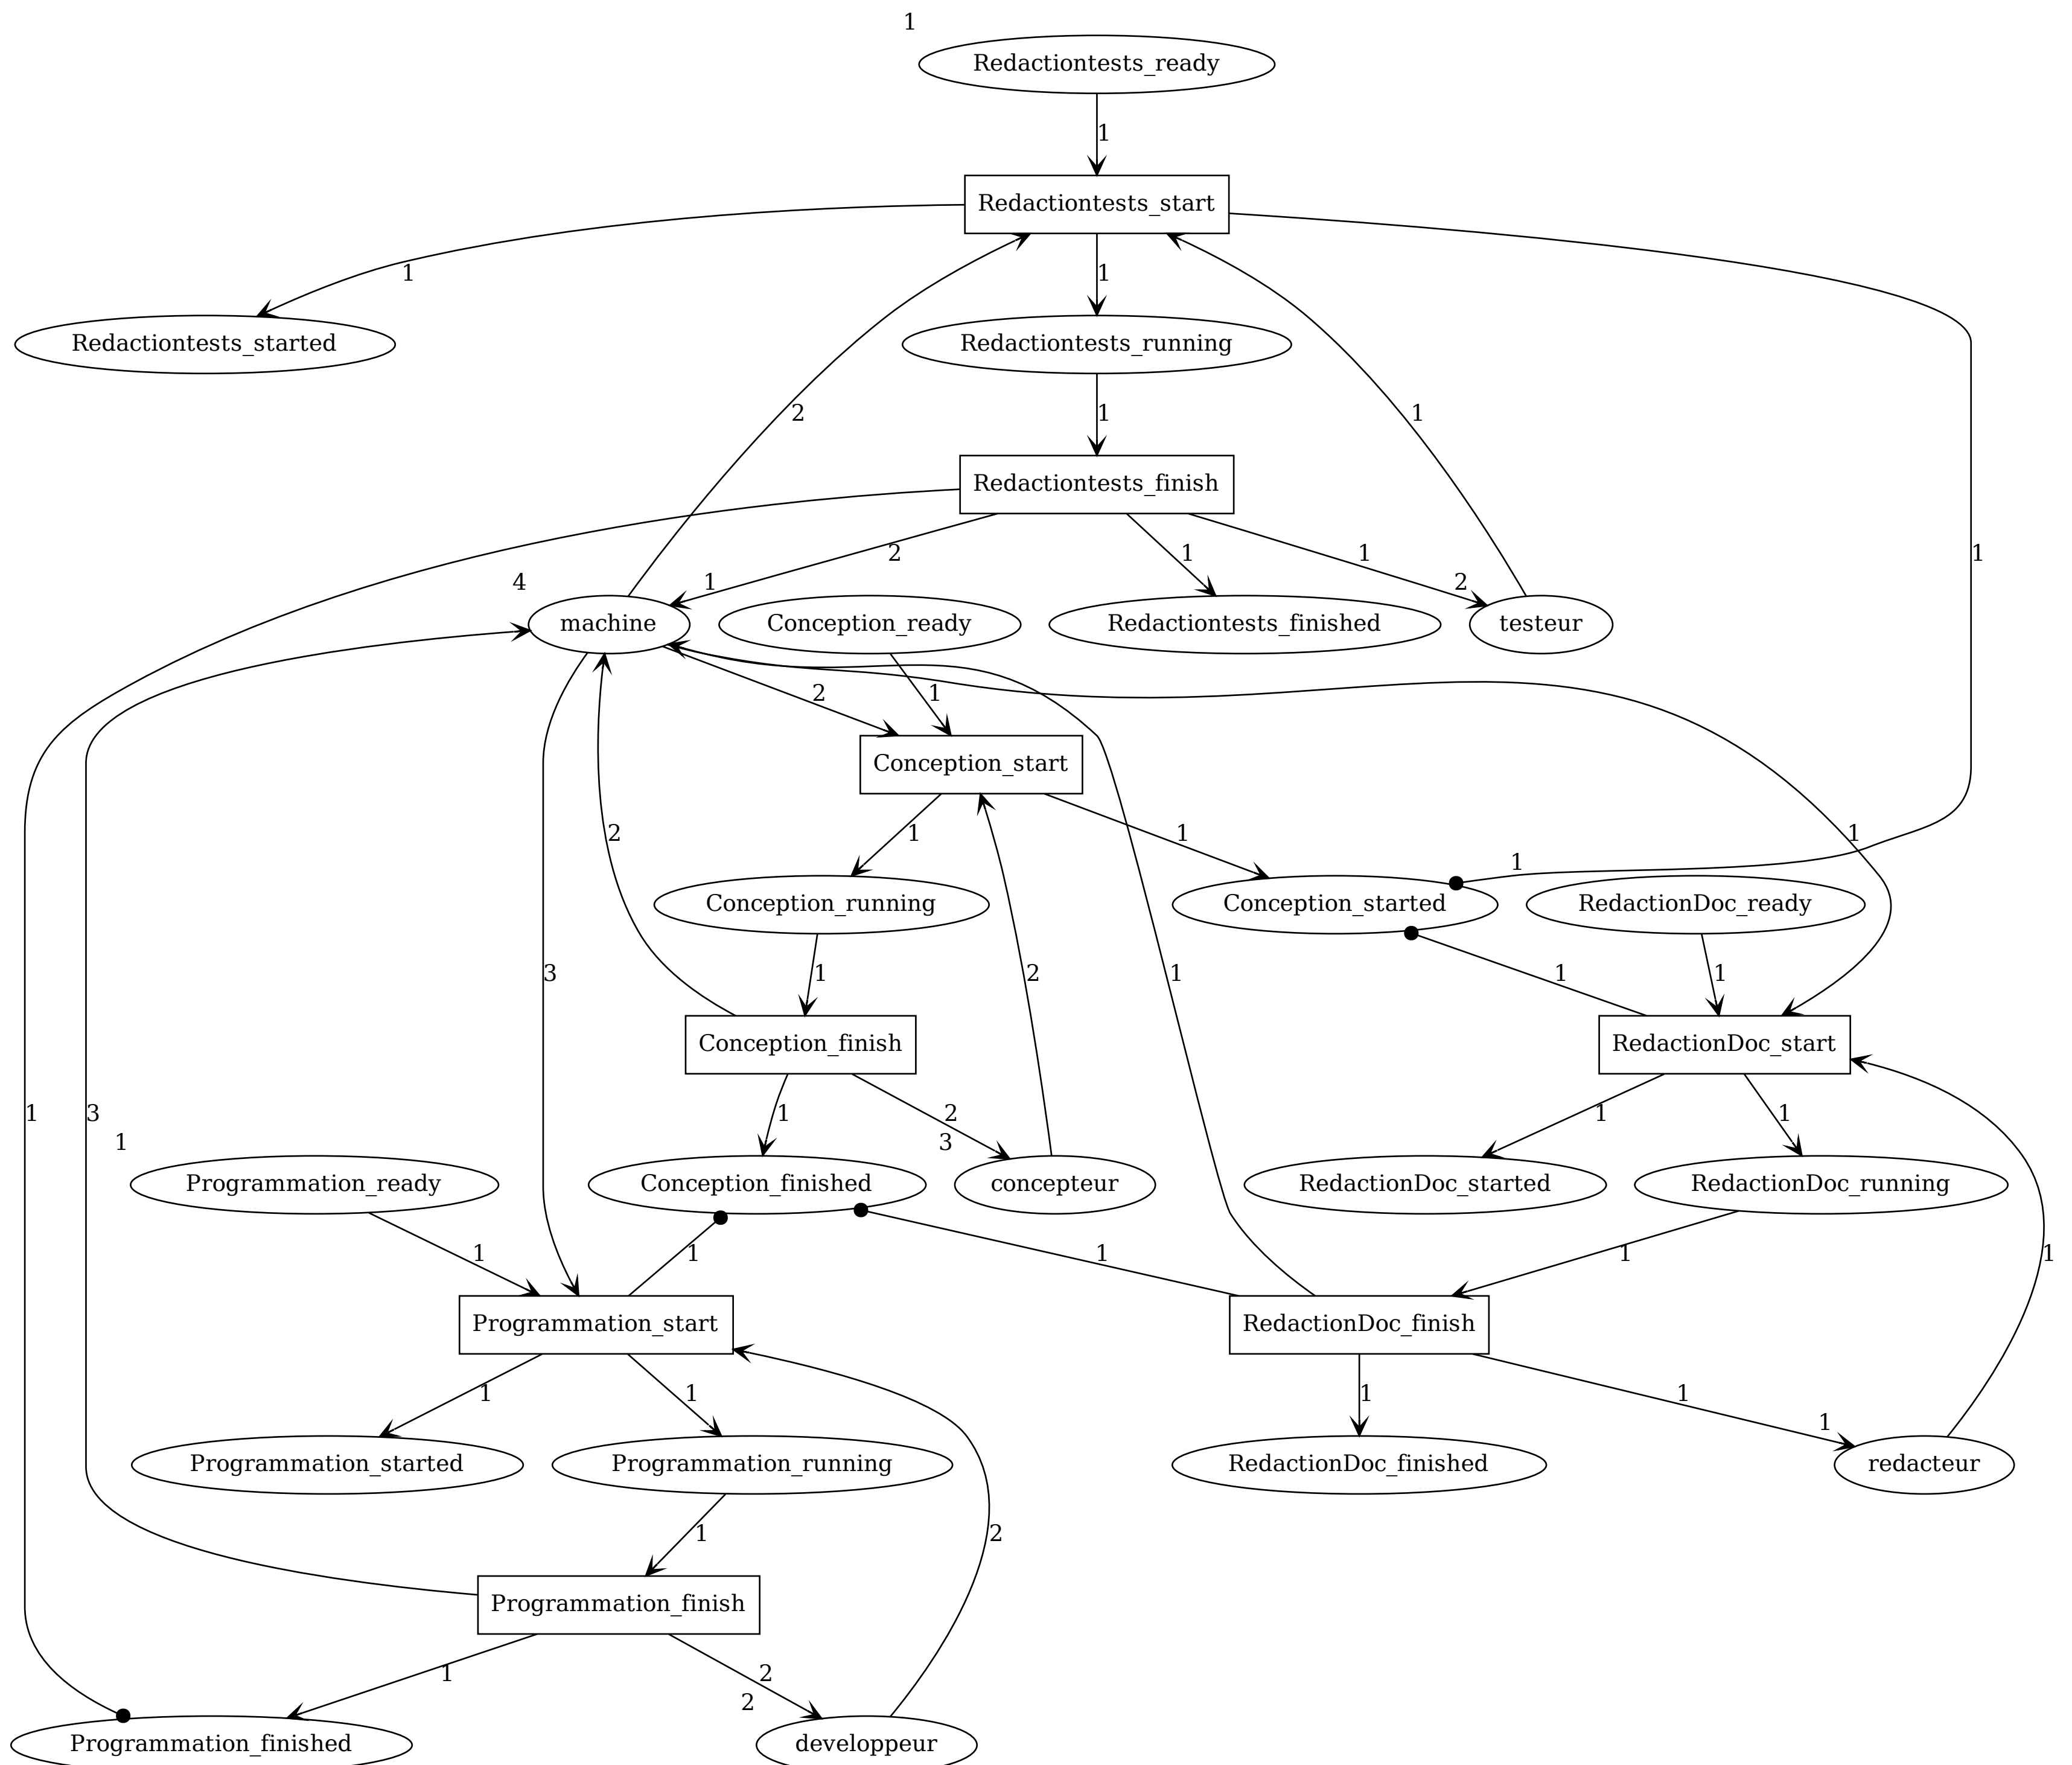 1
Redactiontests_ready
1
Redactiontests_start
1
1
Redactiontests_started
Redactiontests_running
2
1
1
Redactiontests_finish
2
1
1
1
4
1
2
machine
Conception_ready
Redactiontests_finished
testeur
2
1
Conception_start
2
1
1
1
1
Conception_running
Conception_started
RedactionDoc_ready
3
1
2
1
1
1
Conception_finish
RedactionDoc_start
1
3
1
2
1
1
1
3
Programmation_ready
Conception_finished
concepteur
RedactionDoc_started
RedactionDoc_running
1
1
1
1
1
Programmation_start
RedactionDoc_finish
1
1
1
1
1
Programmation_started
Programmation_running
RedactionDoc_finished
redacteur
1
2
Programmation_finish
1
2
2
Programmation_finished
developpeur